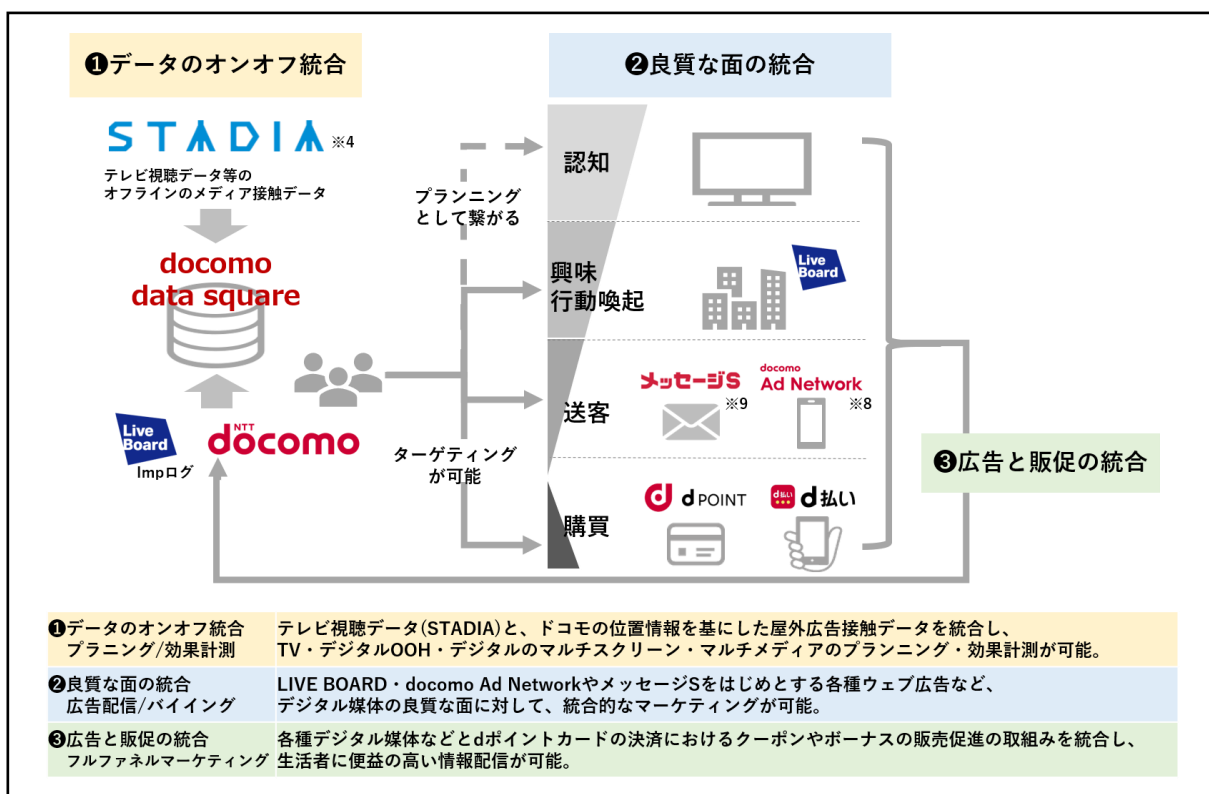 ❶データのオンオフ統合
❷良質な面の統合
STADIA ※4
テレビ視聴データ等の
オフラインのメディア接触データ
docomo
data square
Live
Board
Impログ
NTT
döcomo
プランニング
として繋がる
ターゲティング
が可能
認知
興味
行動喚起
Live
Board
送客
メッセージS
※9
docomo
Ad Network
※8
購買
d POINT
d払い
d払い
❸広告と販促の統合
❶データのオンオフ統合
プラニング/効果計測
テレビ視聴データ(STADIA)と、ドコモの位置情報を基にした屋外広告接触データを統合し、
TV・デジタルOOH・デジタルのマルチスクリーン・マルチメディアのプランニング・効果計測が可能。
❷良質な面の統合
広告配信/バイイング
LIVE BOARD・docomo Ad NetworkやメッセージSをはじめとする各種ウェブ広告など、
デジタル媒体の良質な面に対して、統合的なマーケティングが可能。
❸広告と販促の統合
フルファネルマーケティング
各種デジタル媒体などとdポイントカードの決済におけるクーポンやボーナスの販売促進の取組みを統合し、
生活者に便益の高い情報配信が可能。